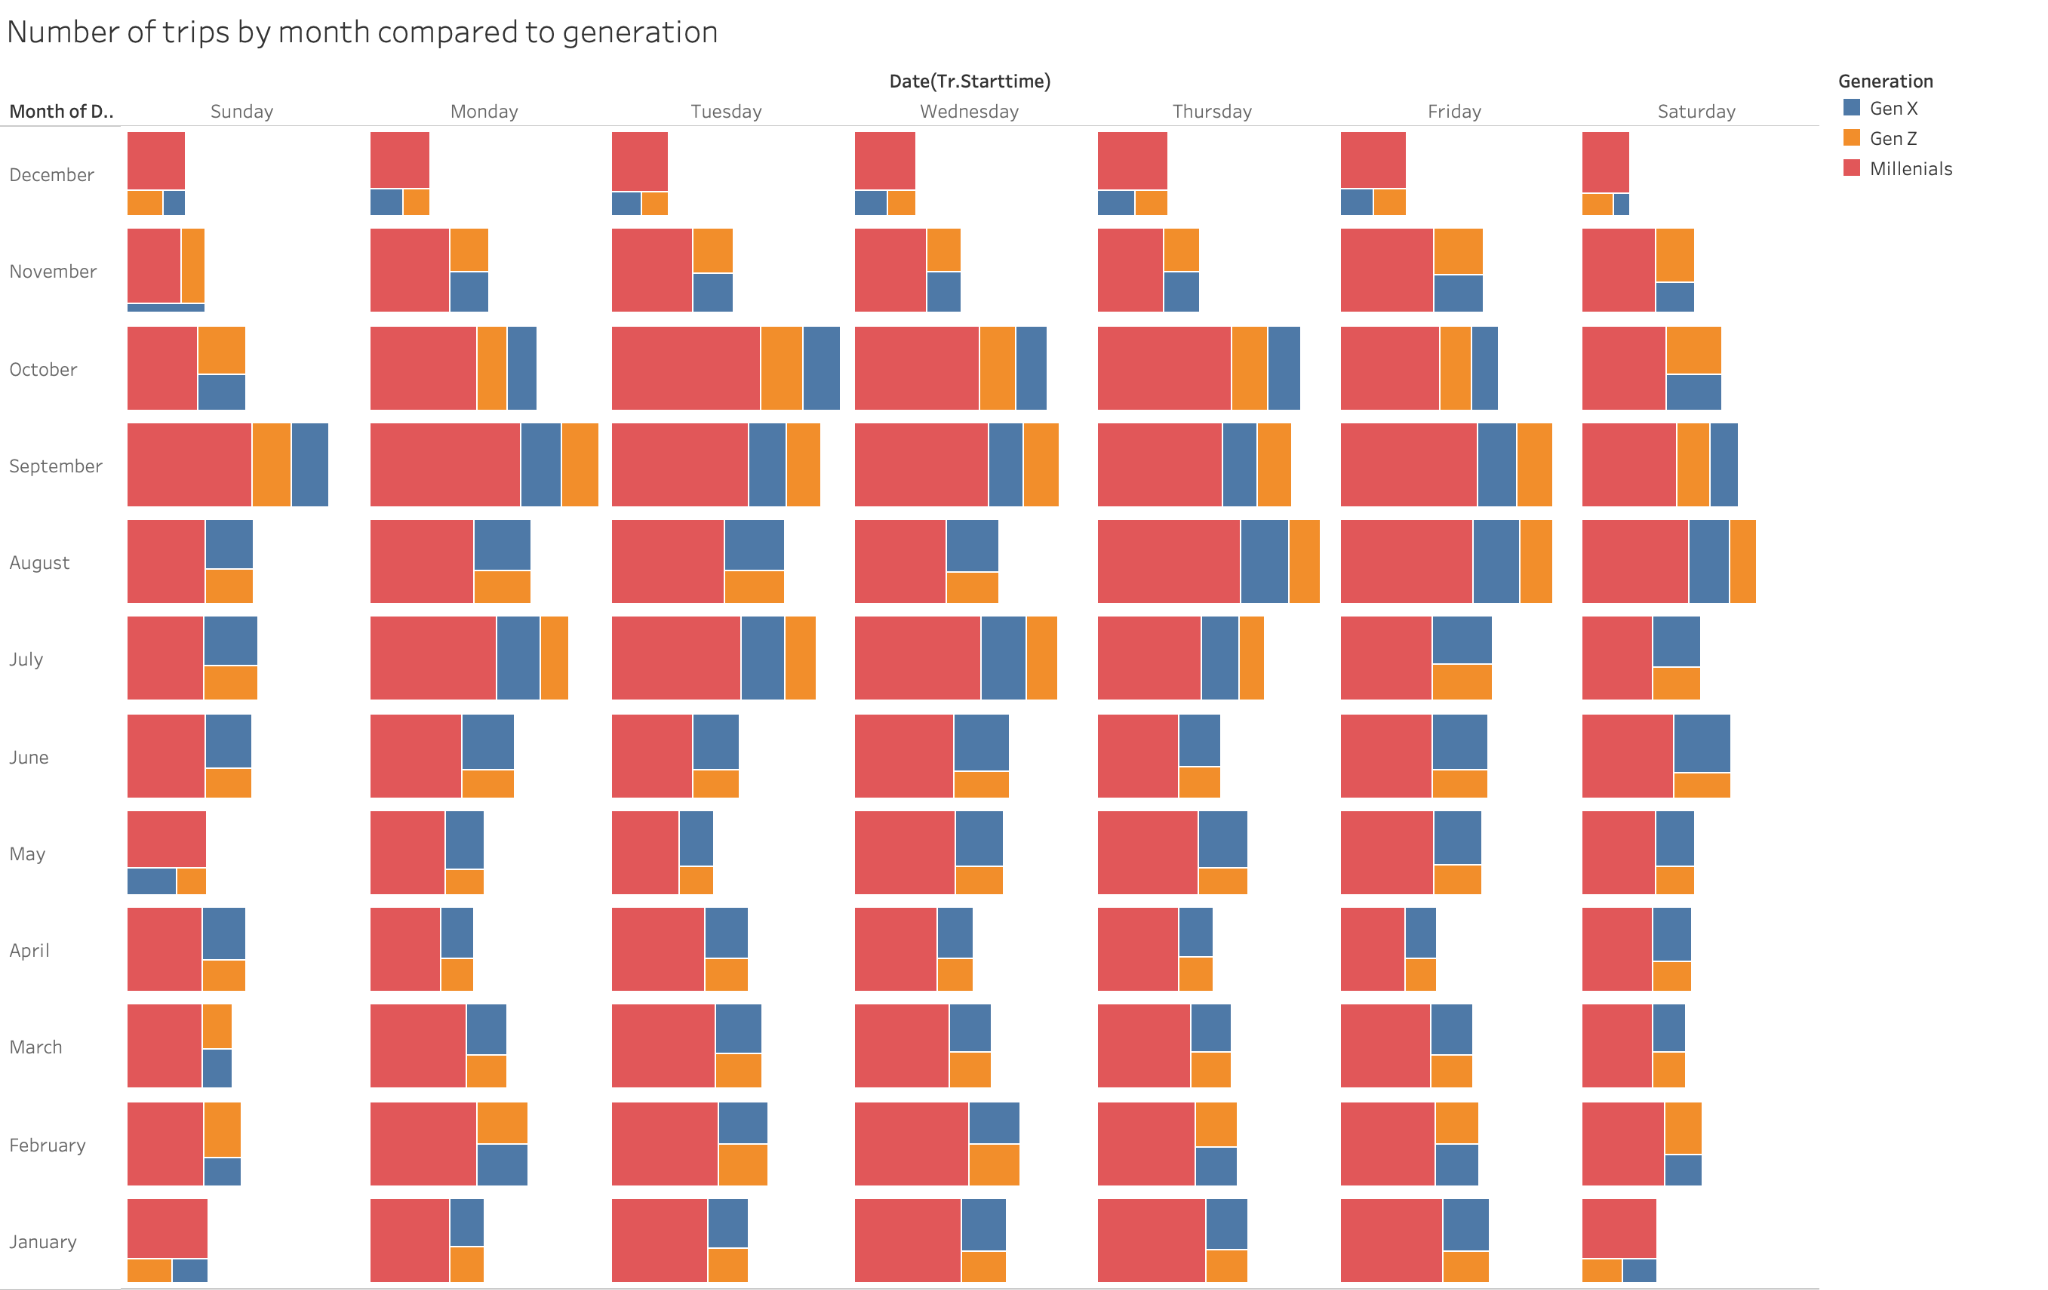 Number of trips by month compared to generation
Date(Tr.Starttime)
Month of D..
Sunday Monday Tuesday Wednesday Thursday Friday Saturday
December
November
October
September
August
July
June
May
April
March
February
January
Generation
Gen X
Gen Z
Millenials